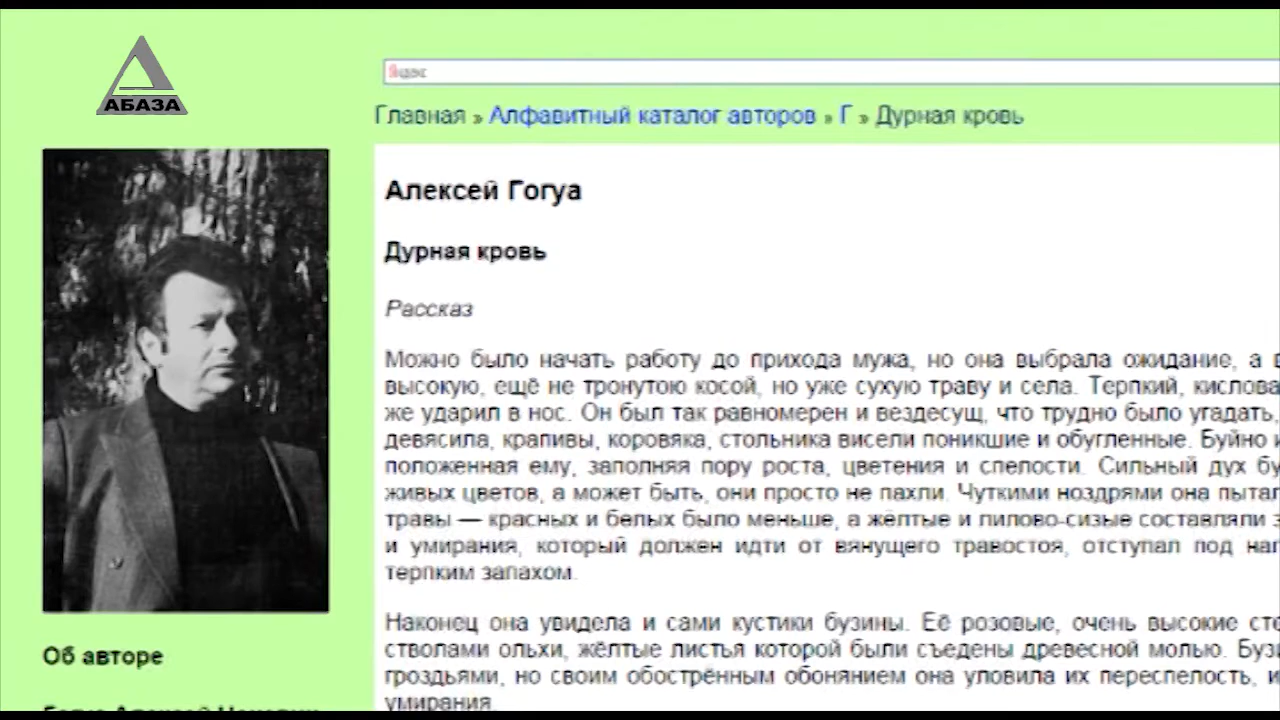 АБАЗА
Яндекс
Главная » Алфавитный каталог авторов » Г » Дурная кровь
Алексей Гогуа
Дурная кровь
Рассказ
Можно было начать работу до прихода мужа, но она выбрала ожидание, а в
высокую, ещё не тронутою косой, но уже сухую траву и села. Терпкий, кислова
же ударил в нос. Он был так равномерен и вездесущ, что трудно было угадать,
девясила, крапивы, коровяка, стольника висели поникшие и обугленные. Буйно
положенная ему, заполняя пору роста, цветения и спелости. Сильный дух бу
живых цветов, а может быть, они просто не пахли. Чуткими ноздрями она пытал
травы — красных и белых было меньше, а жёлтые и лилово-сизые составляли
и умирания, который должен идти от вянущего травостоя, отступал под нап
терпким запахом.
Наконец она увидела и сами кустики бузины. Её розовые, очень высокие сте
стволами ольхи, жёлтые листья которой были съедены древесной молью. Бузи
гроздьями, но своим обострённым обонянием она уловила их переспелость, и
умирания.
Об авторе